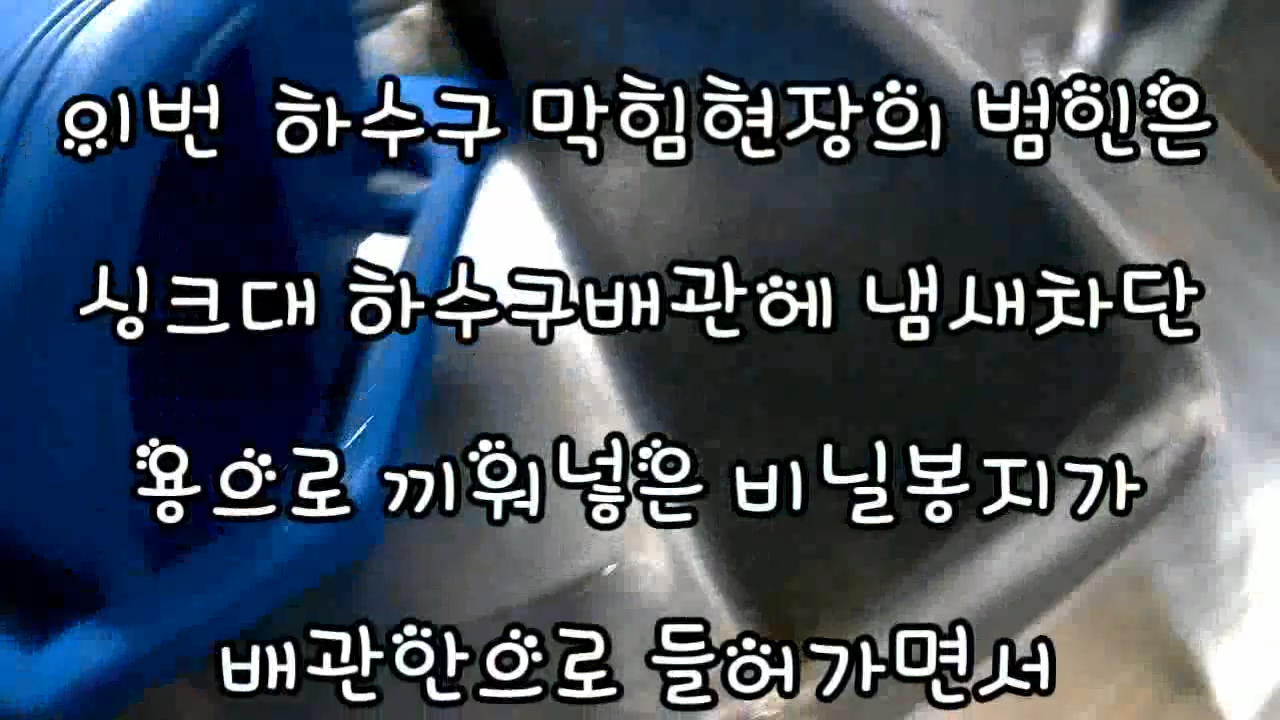 이번 하수구 막힘현장의 범인은
싱크대 하수구배관에 냄새차단
용으로 끼워넣은 비닐봉지가
배관안으로 들어가면서